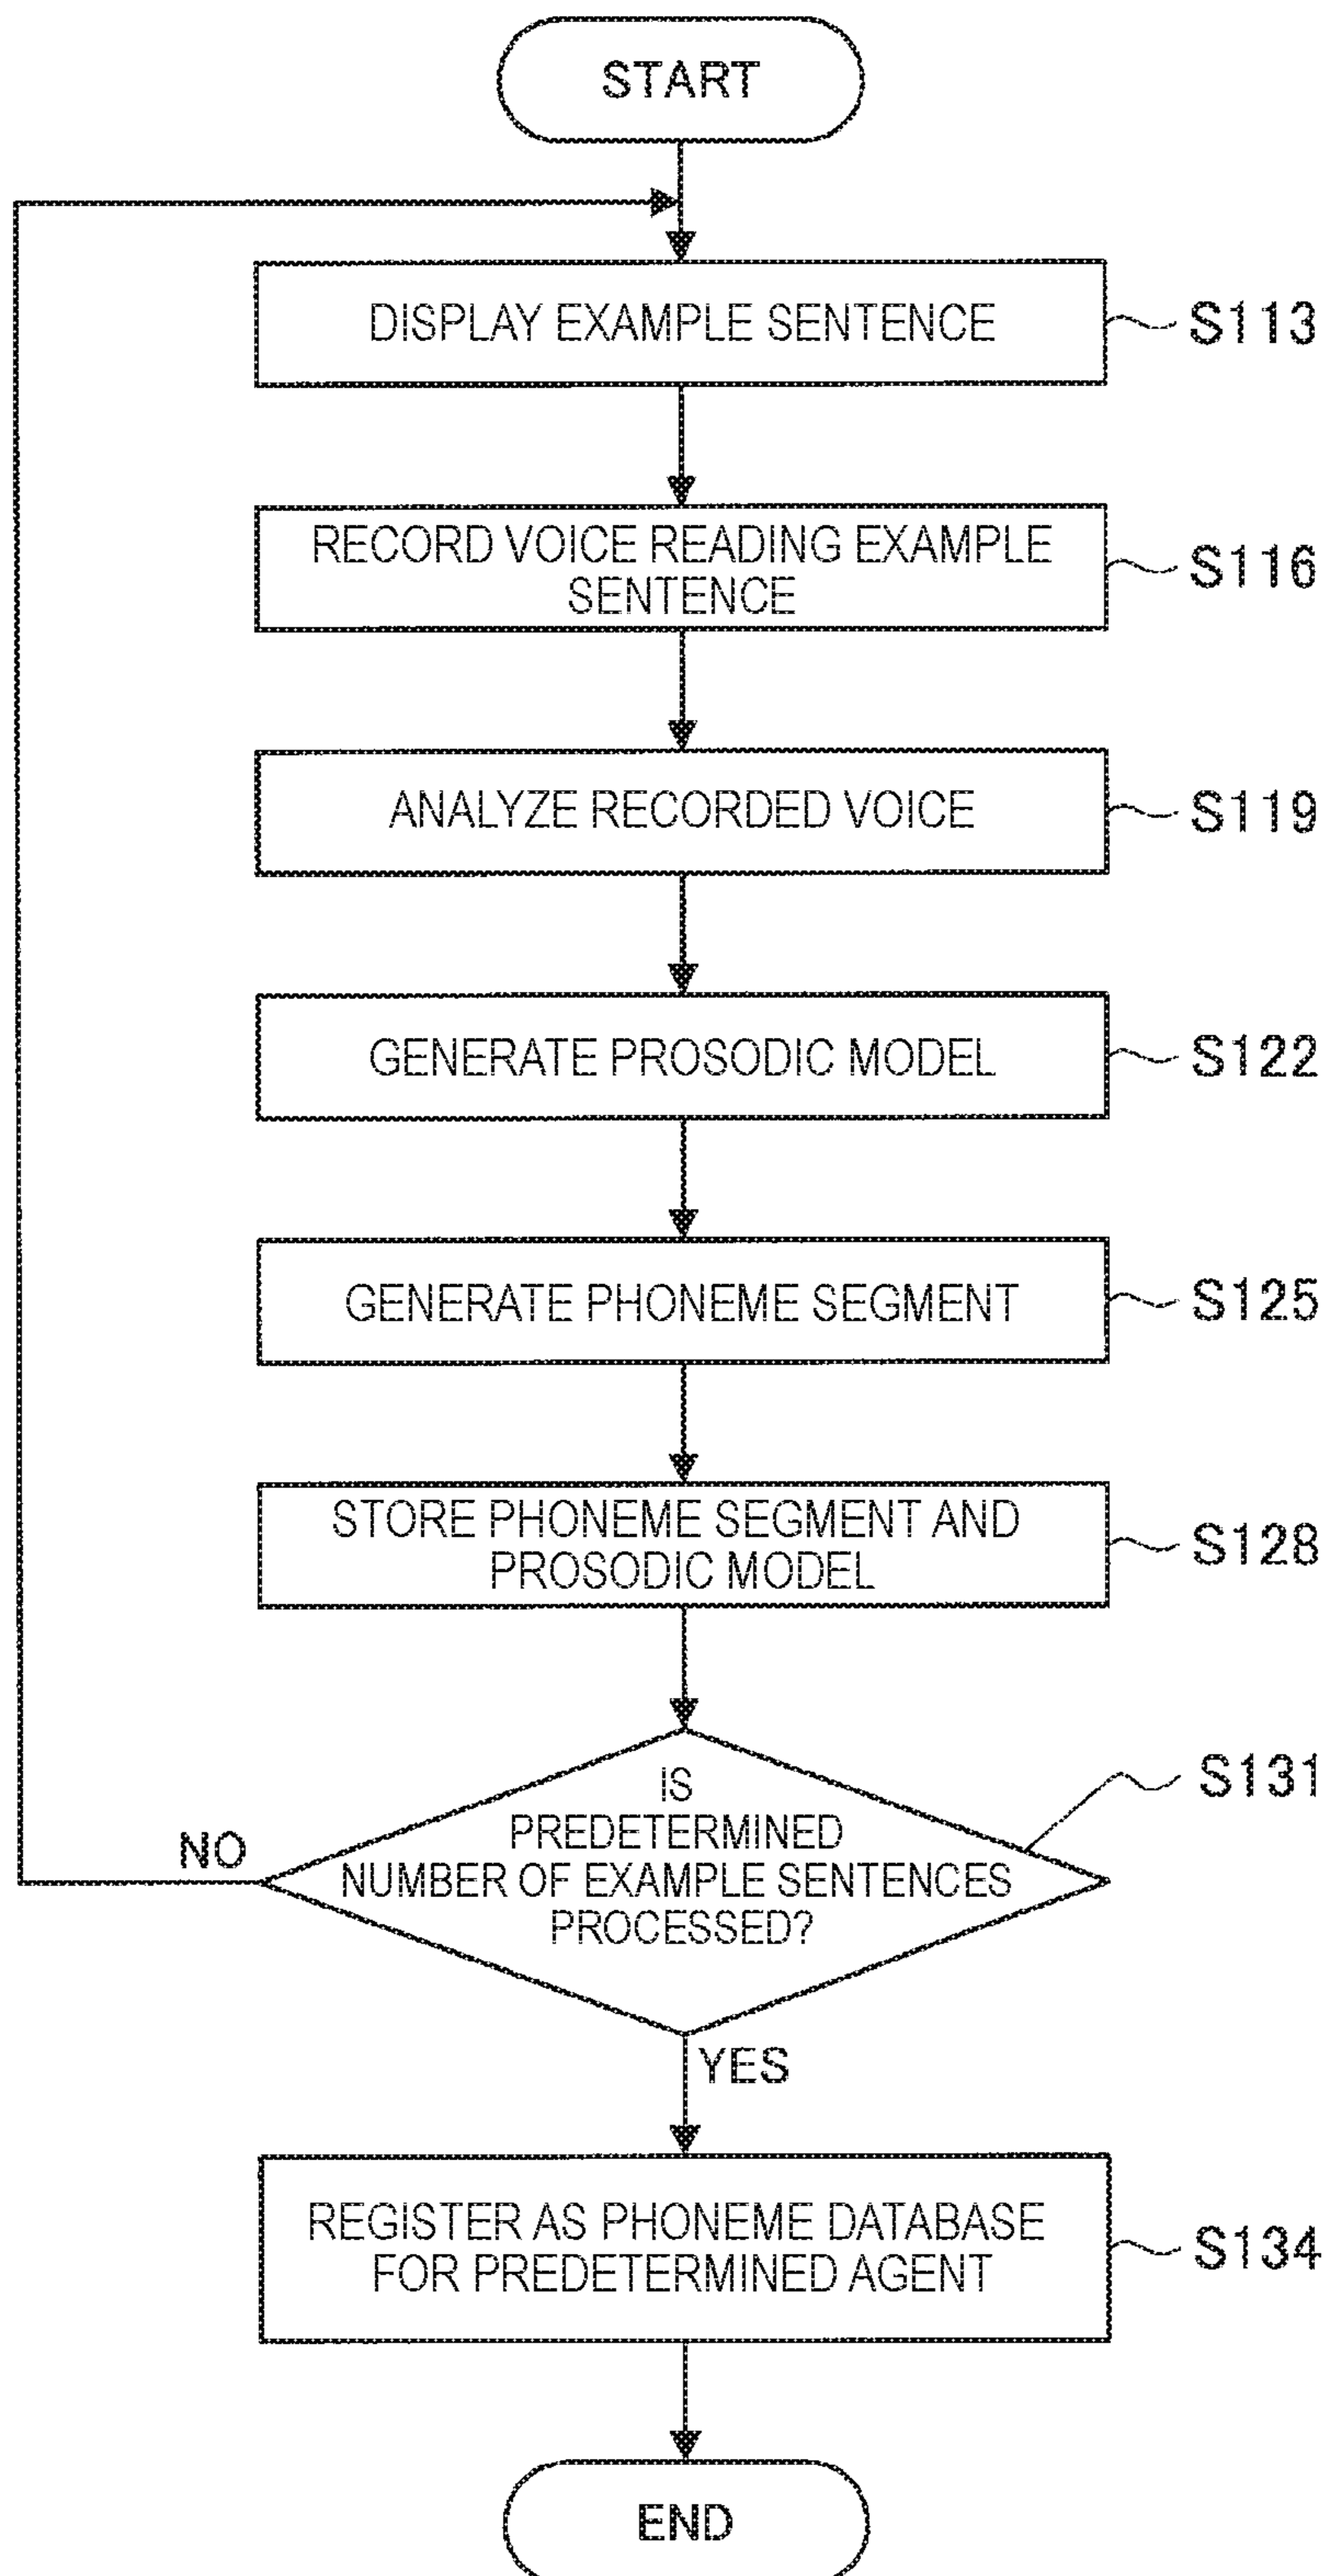 START
DISPLAY EXAMPLE SENTENCE
S113
RECORD VOICE READING EXAMPLE
SENTENCE
S116
ANALYZE RECORDED VOICE
S119
GENERATE PROSODIC MODEL
S122
GENERATE PHONEME SEGMENT
S125
STORE PHONEME SEGMENT AND
PROSODIC MODEL
S128
IS
PREDETERMINED
NUMBER OF EXAMPLE SENTENCES
PROCESSED?
S131
NO
YES
REGISTER AS PHONEME DATABASE
FOR PREDETERMINED AGENT
S134
END